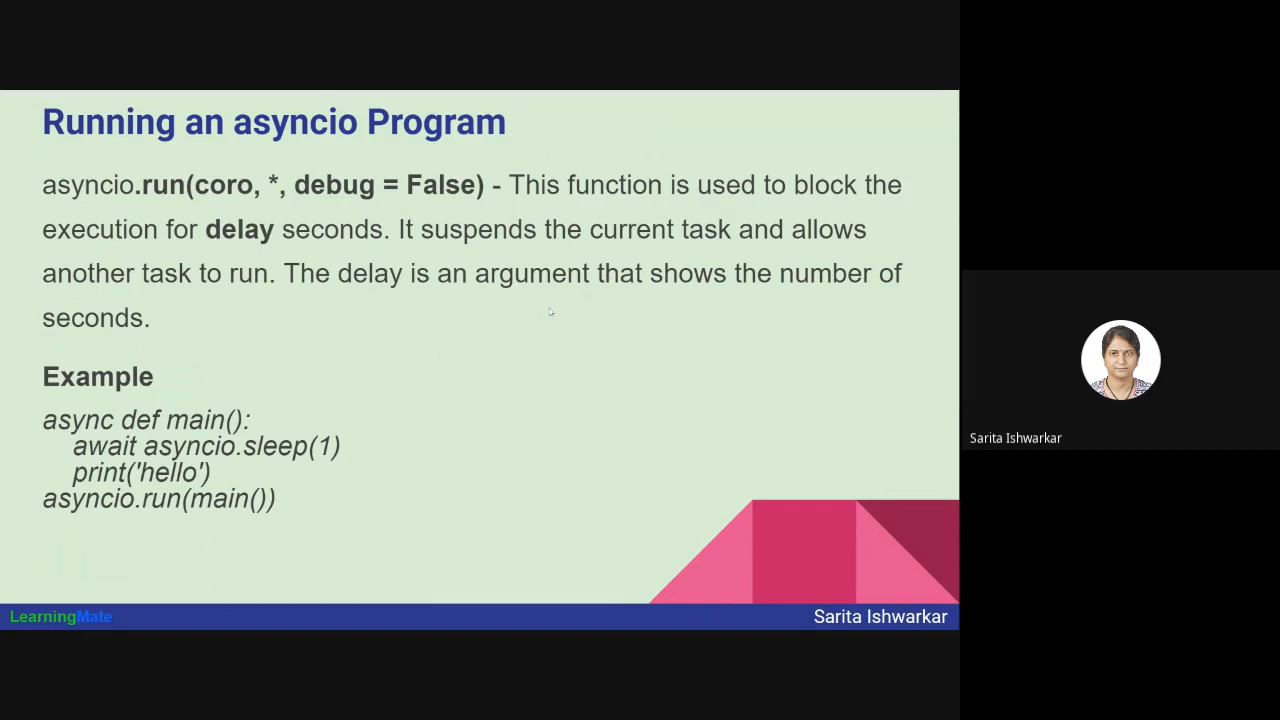 Running an asyncio Program
asyncio.run(coro, *, debug = False) - This function is used to block the
execution for delay seconds. It suspends the current task and allows
another task to run. The delay is an argument that shows the number of
seconds.
Example
async def main():
    await asyncio.sleep(1)
    print('hello')
asyncio.run(main())
LearningMate
Sarita Ishwarkar
Sarita Ishwarkar